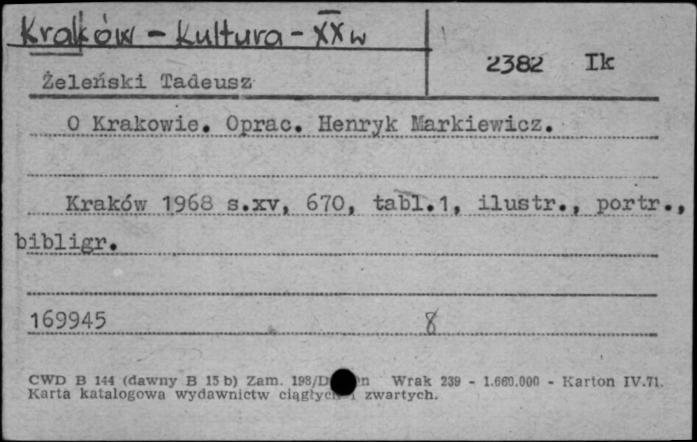 Kraków - Kultura - XX w
2382 Ik
Żeleński Tadeusz
O Krakowie. Oprac. Henryk Markiewicz.
Kraków 1968 s.xv, 670, tabl.1, ilustr., portr.,
bibligr.
169945 8
CWD B 144 (dawny B 15 b) Zam. 198/D Wrak 239 - 1.660.000 - Karton IV.71.
Karta katalogowa wydawnictw ciągłych i zwartych.